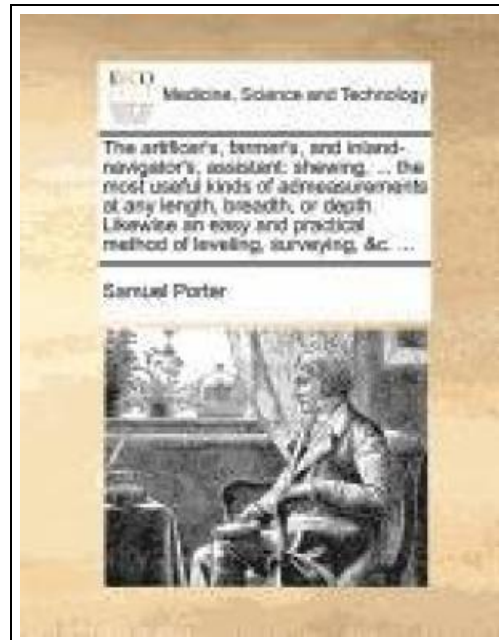 ECCO
Medicine, Science and Technology
The artificer's, farmer's, and inland-
navigator's, assistant: shewing, ... the
most useful kinds of admeasurements
at any length, breadth, or depth.
Likewise an easy and practical
method of leveling, surveying, &c. ...
Samuel Porter